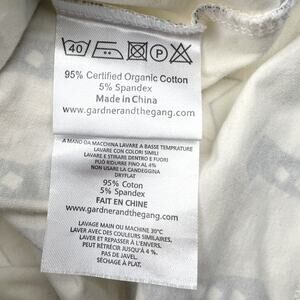 40
P
95% Certified Organic Cotton
5% Spandex
Made in China
www.gardnerandthegang.com
A MANO DA MACCHINA LAVARE A BASSE TEMPRATURE
LAVARE CON COLORI SIMILI
LAVARE E STIRARE DENTRO E FUORI
PUÒ RIDURSI FINO AL 4%
NON USARE LA CANDEGGINA
DRYFLAT
95% Coton
5% Spandex
FAIT EN CHINE
www.gardnerandthegang.com
LAVAGE MAIN OU MACHINE 30°C
LAVER AVEC DES COULEURS SIMILAIRES,
LAVER ET REPASSER À L'ENVERS.
PEUT RÉTRÉCIR JUSQU'À 4 %.
PAS DE JAVEL.
SÉCHAGE À PLAT.